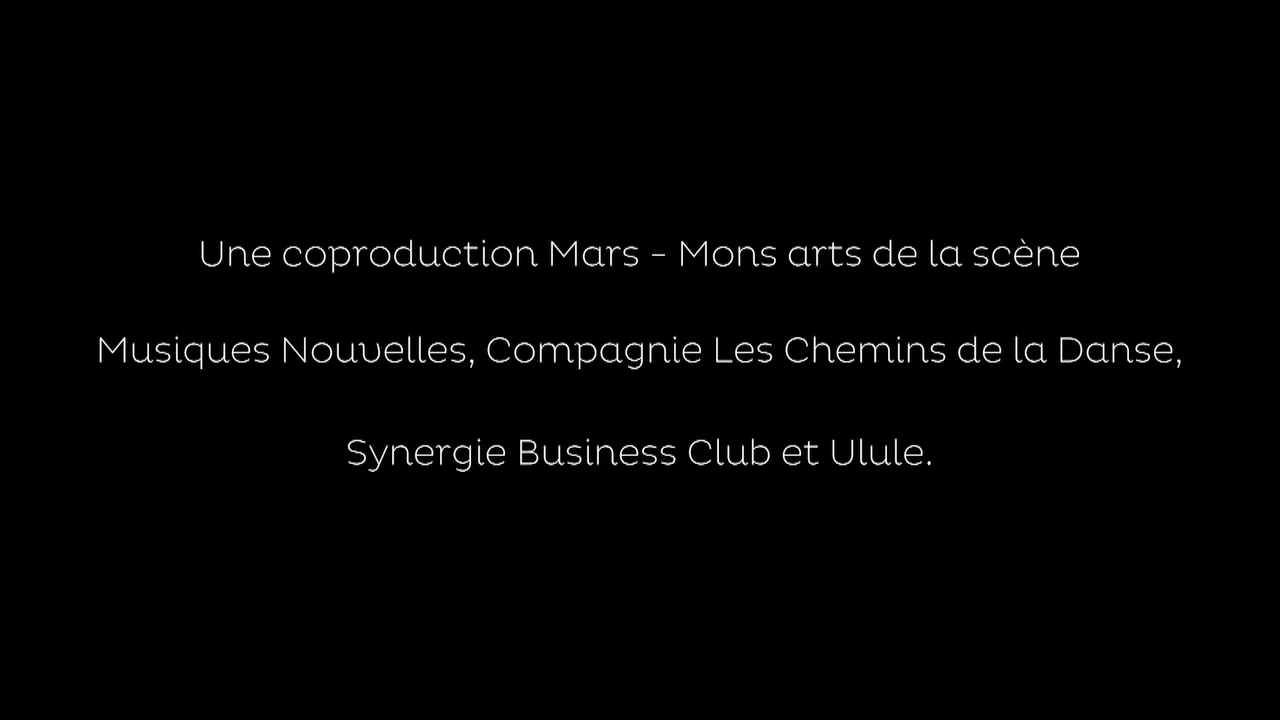 Une coproduction Mars - Mons arts de la scène
Musiques Nouvelles, Compagnie Les Chemins de la Danse,
Synergie Business Club et Ulule.